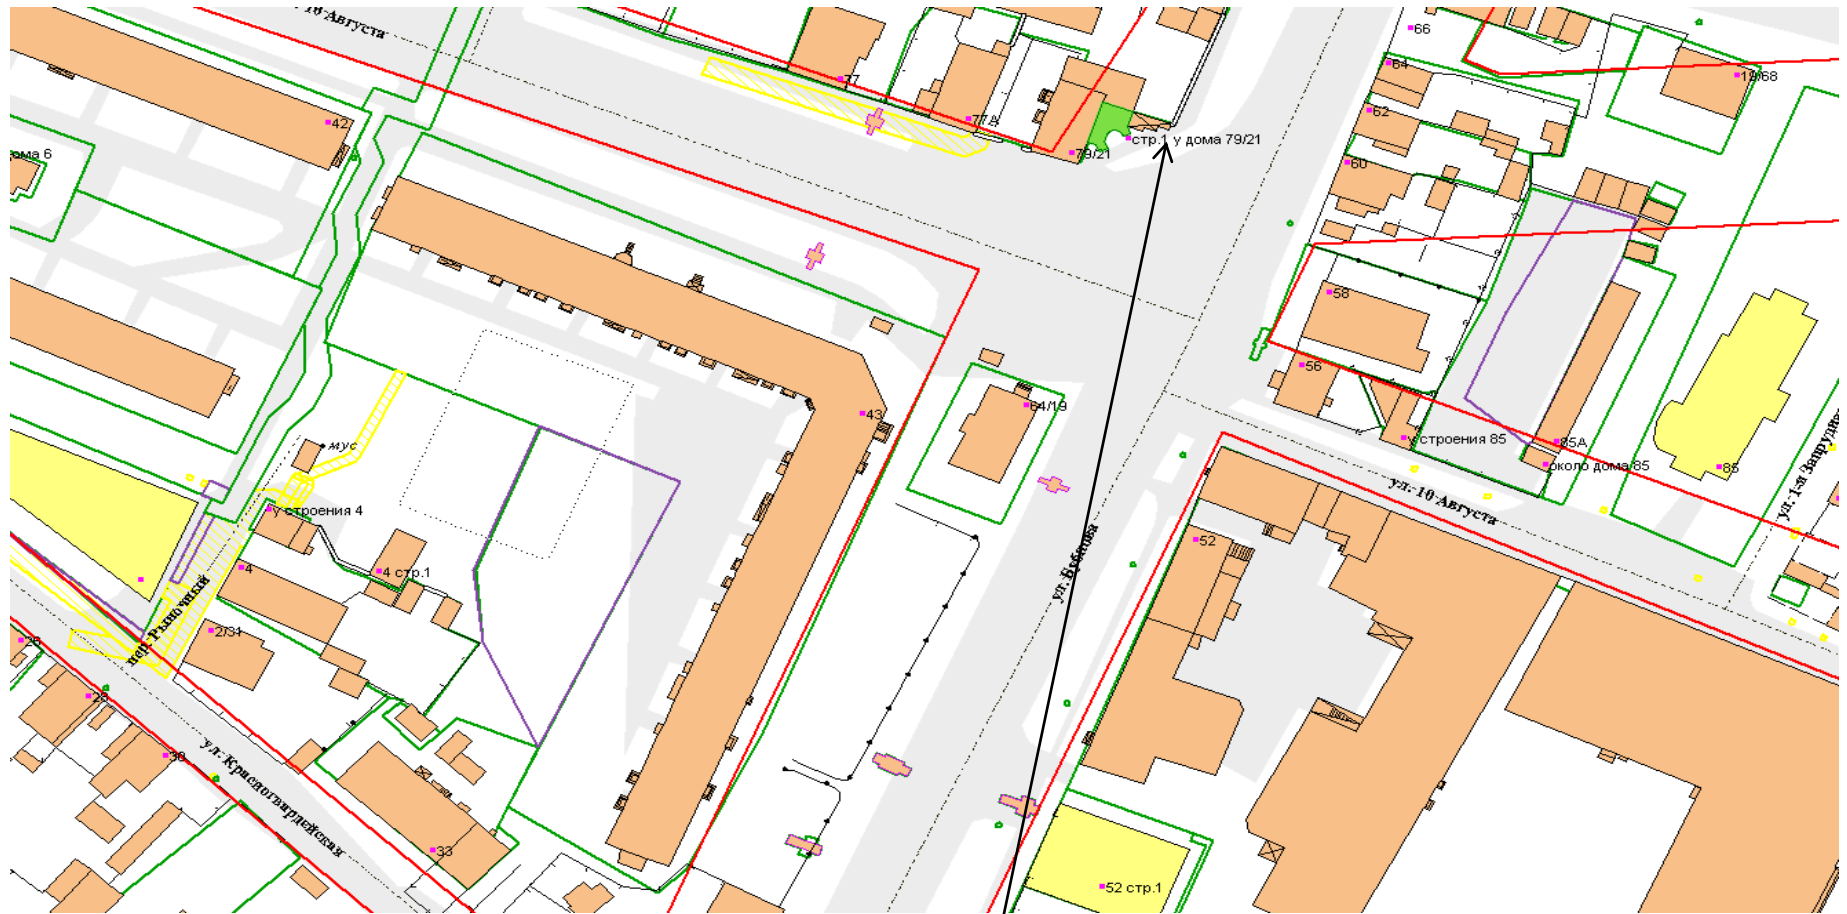 10 Августа
66
77
64
19/68
42
62
77А
стр.1 у дома 79/21
79/21
дома 6
60
58
56
43
64/19
у строения 85
85А
около дома 85
85
мус
ул. 10 Августа
ул. 1-я Запрудная
у строения 4
ул. Бубнова
52
4
4 стр.1
пер. Рыночный
2/31
26
28
30
ул. Красногвардейская
33
52 стр.1